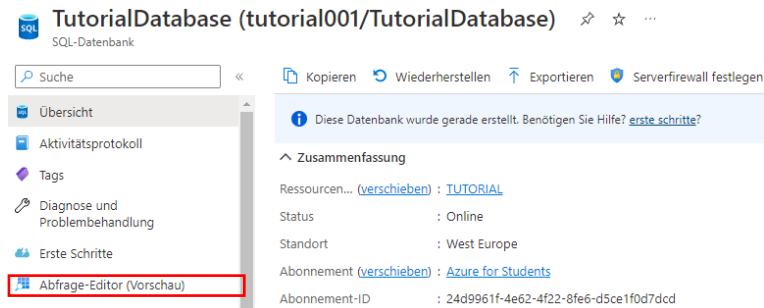 TutorialDatabase (tutorial001/TutorialDatabase)
SQL
SQL-Datenbank
Suche
Kopieren Wiederherstellen Exportieren Serverfirewall festlegen
Übersicht
Aktivitätsprotokoll
Tags
Diagnose und
Problembehandlung
Erste Schritte
Abfrage-Editor (Vorschau)
Diese Datenbank wurde gerade erstellt. Benötigen Sie Hilfe? erste schritte?
Zusammenfassung
Ressourcen... (verschieben) : TUTORIAL
Status : Online
Standort : West Europe
Abonnement (verschieben) : Azure for Students
Abonnement-ID : 24d9961f-4e62-4f22-8fe6-d5ce1f0d7dcd